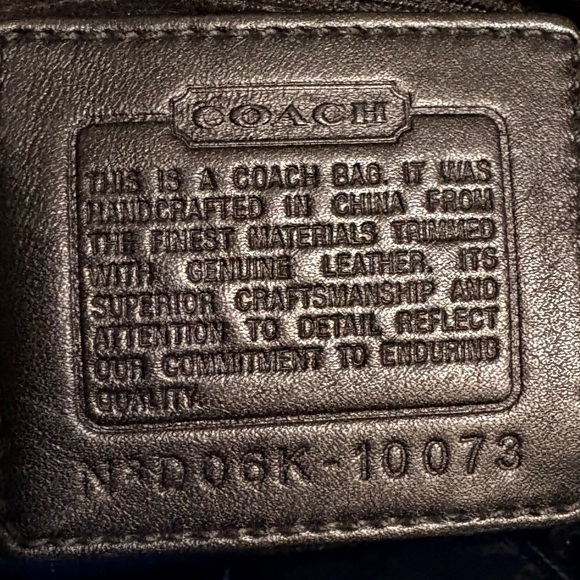 COACH
THIS IS A COACH BAG. IT WAS
HANDCRAFTED IN CHINA FROM
THE FINEST MATERIALS TRIMMED
WITH GENUINE LEATHER. ITS
SUPERIOR CRAFTSMANSHIP AND
ATTENTION TO DETAIL REFLECT
OUR COMMITMENT TO ENDURING
QUALITY.
Nº D06K-10073